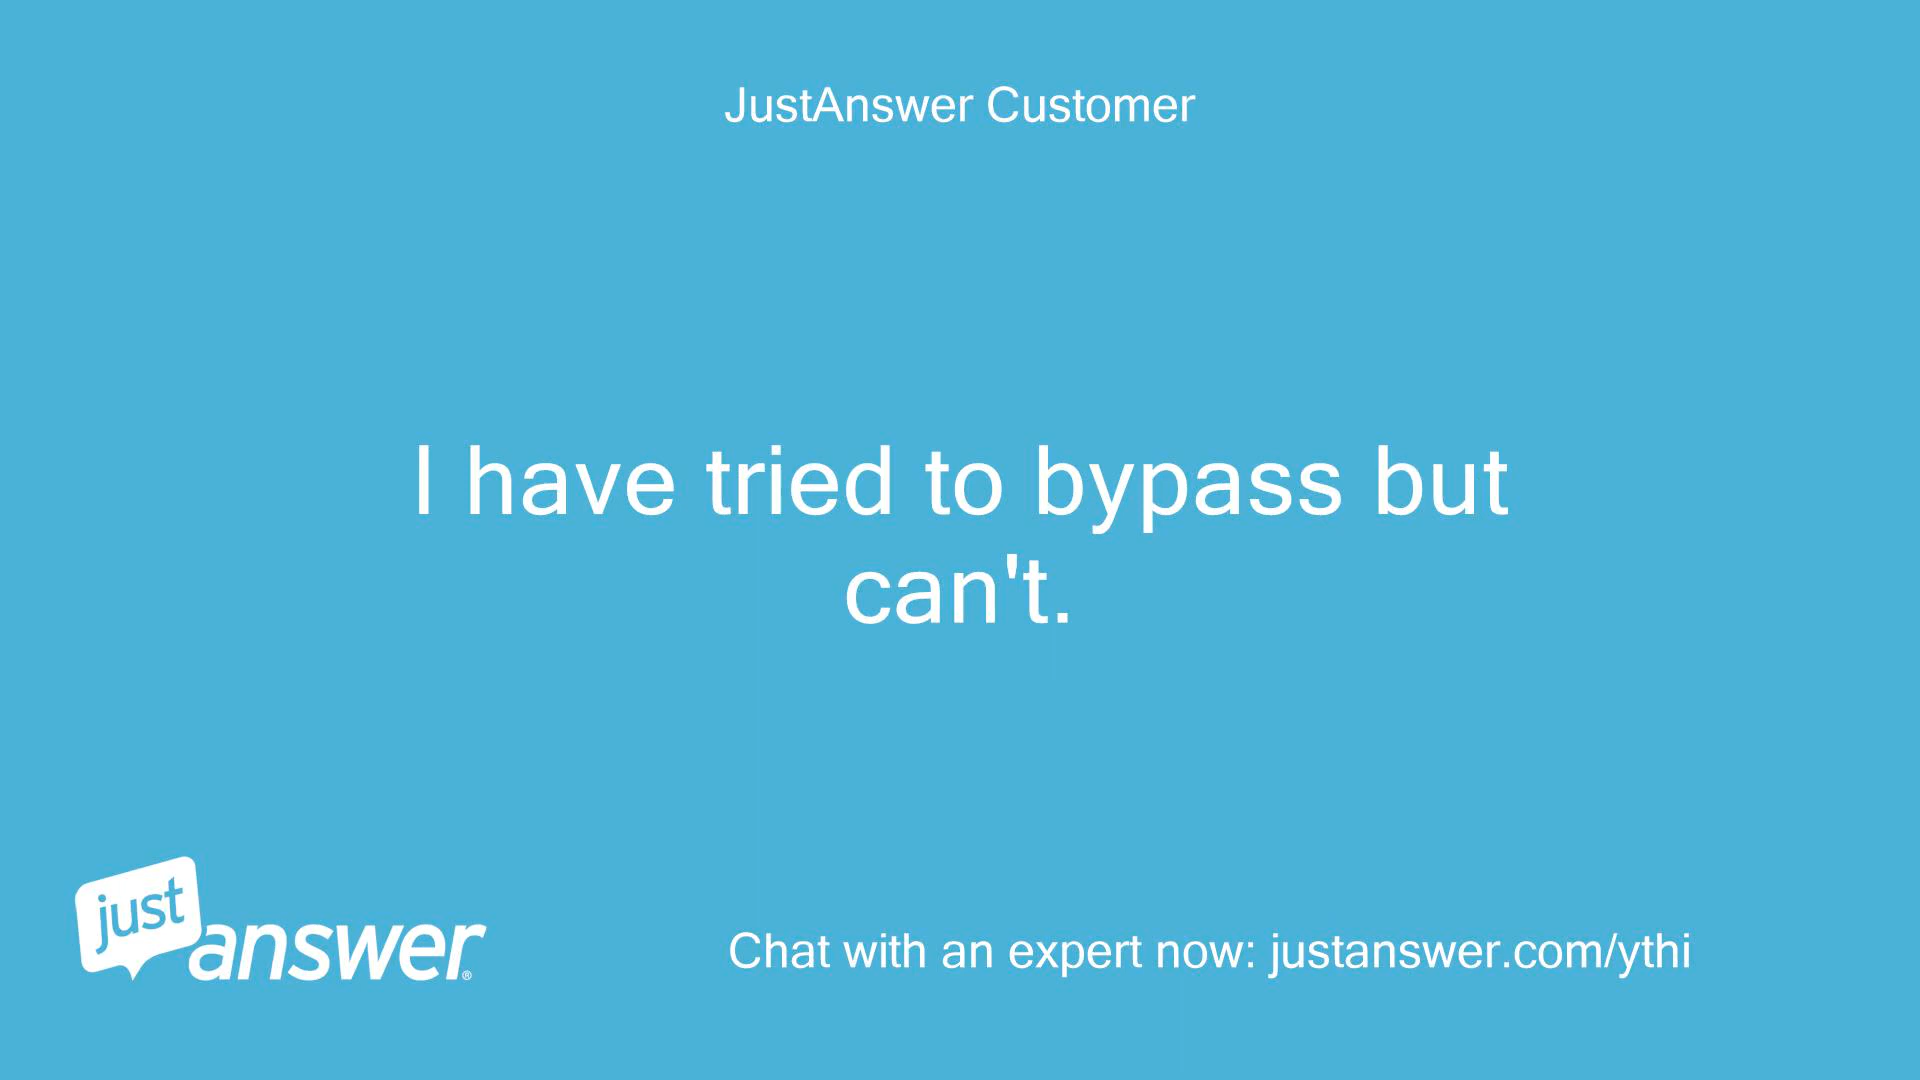 JustAnswer Customer
I have tried to bypass but
can't.
just
answer®
Chat with an expert now: justanswer.com/ythi